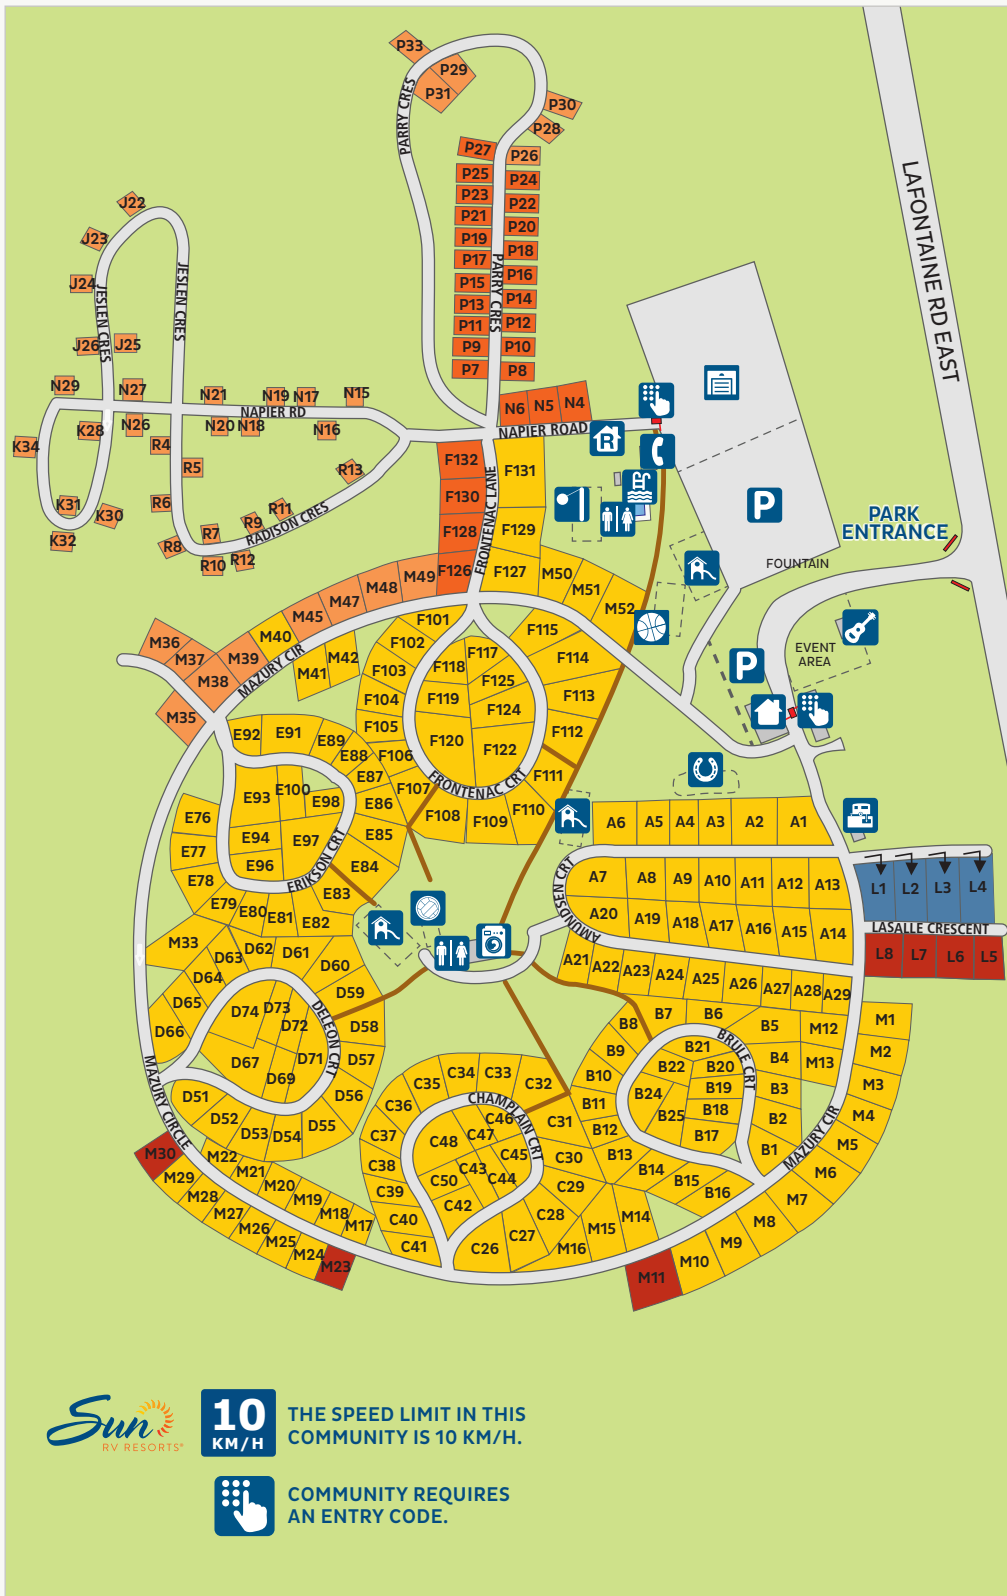 P33
P29
P31
P30
P28
PARRY CRES
P27
P26
P25
P24
P23
P22
P21
P20
P19
P18
P17
P16
P15
P14
P13
P12
P11
P10
P9
P8
P7
PARRY CRES
LAFONTAINE RD EAST
J22
J23
J24
J26
J25
JESLEN CRES
JESLEN CRES
N29
N27
N21
N19
N17
N15
NAPIER RD
N26
N20
N18
N16
K34
K28
R4
R5
R13
K31
K30
K32
R6
R7
R9
R11
R8
R10
R12
RADISON CRES
N6
N5
N4
NAPIER ROAD
R
P
PARK
ENTRANCE
FOUNTAIN
EVENT
AREA
P
F132
F131
F130
F128
F129
F126
F127
FRONTENAC LANE
M50
M51
M52
M49
M48
M47
M45
M40
M39
M38
M37
M36
M35
M41
M42
MAZURY CIR
F101
F102
F103
F104
F105
F106
F107
F108
F109
F110
F111
F112
F113
F114
F115
F117
F118
F119
F120
F122
F124
F125
FRONTENAC CRT
E92
E91
E89
E88
E87
E86
E85
E84
E83
E82
E81
E80
E79
E78
E77
E76
E93
E100
E98
E94
E97
E96
ERIKSON CRT
A6
A5
A4
A3
A2
A1
A7
A8
A9
A10
A11
A12
A13
A20
A19
A18
A17
A16
A15
A14
AMUNDSEN CRT
A21
A22
A23
A24
A25
A26
A27
A28
A29
L1
L2
L3
L4
LASALLE CRESCENT
L8
L7
L6
L5
M33
D63
D62
D61
D60
D59
D58
D57
D56
D55
D54
D53
D52
D51
D64
D65
D66
D74
D73
D72
D71
D69
D67
DELEON CRT
MAZURY CIRCLE
B8
B7
B6
B5
B4
B3
B2
B1
B9
B10
B11
B12
B13
B14
B15
B16
B21
B22
B20
B19
B18
B17
B24
B25
BRULE CRT
M12
M13
M1
M2
M3
M4
M5
M6
M7
M8
M9
M10
M11
MAZURY CIR
C35
C34
C33
C32
C36
C37
C38
C39
C40
C41
C31
C30
C29
C28
C27
C26
C48
C47
C46
C45
C44
C43
C50
C42
CHAMPLAIN CRT
M14
M15
M16
M30
M29
M28
M27
M26
M25
M24
M23
M22
M21
M20
M19
M18
M17
Sun
RV RESORTS®
10
KM/H
THE SPEED LIMIT IN THIS
COMMUNITY IS 10 KM/H.
COMMUNITY REQUIRES
AN ENTRY CODE.